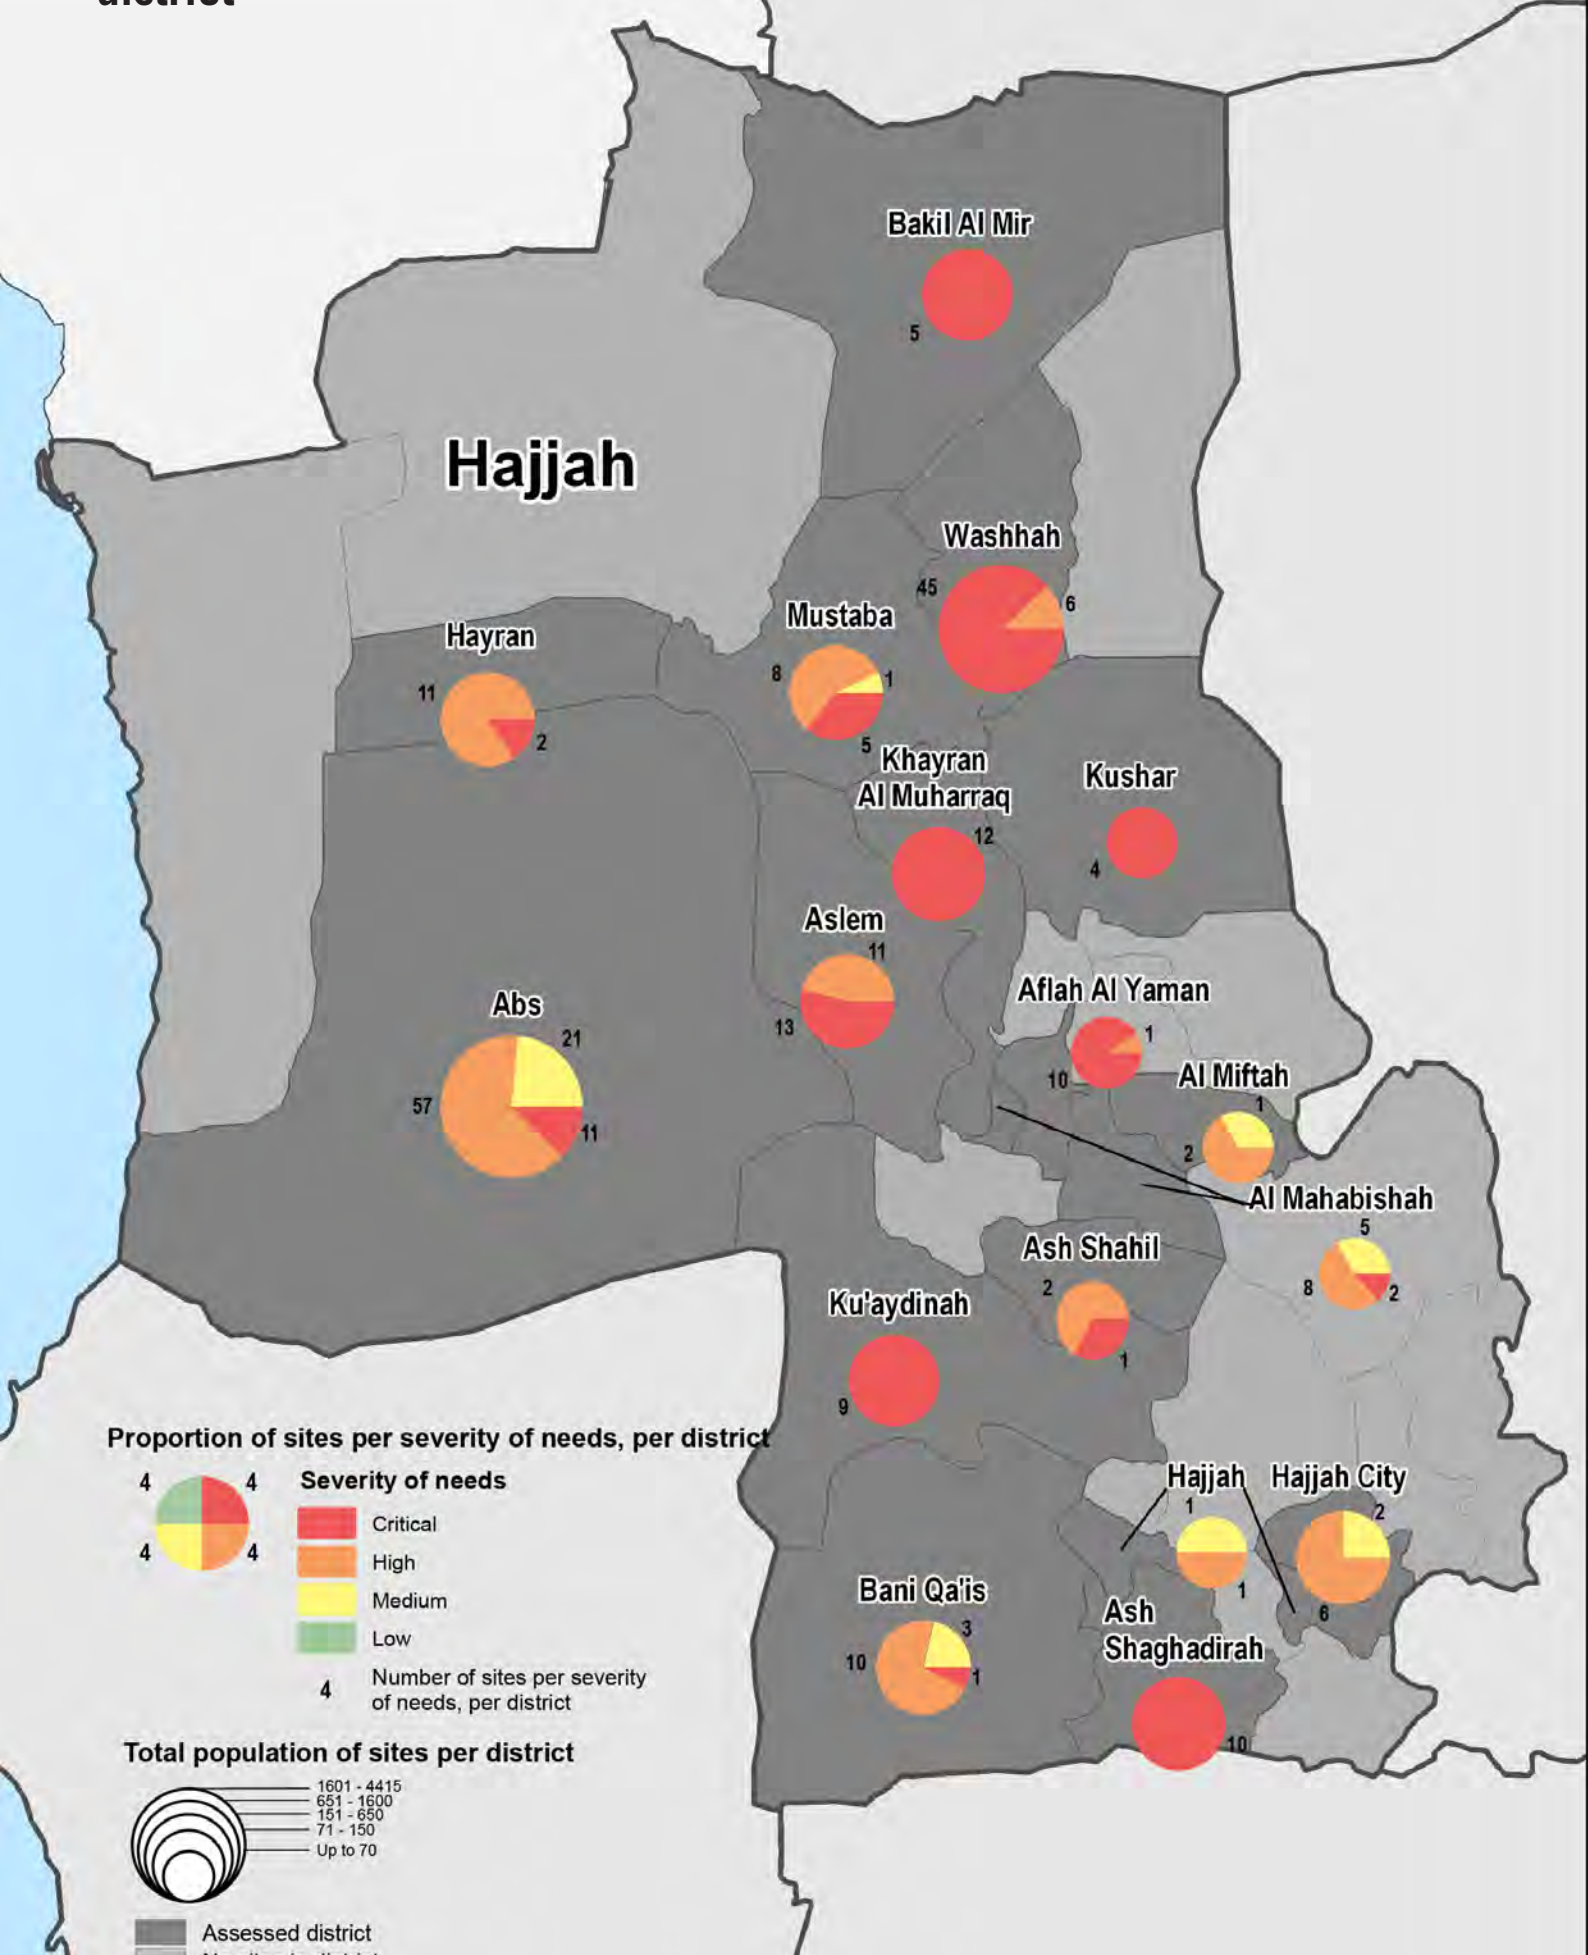 district
Bakil Al Mir
5
Hajjah
Washhah
45
6
Mustaba
8
1
5
Hayran
11
2
Khayran
Al Muharraq
12
Kushar
4
Aslem
11
13
Aflah Al Yaman
1
10
Abs
21
57
11
Al Miftah
1
2
Al Mahabishah
5
8
2
Ash Shahil
2
1
Ku'aydinah
9
Hajjah
1
1
Hajjah City
2
6
Bani Qa'is
3
10
1
Ash
Shaghadirah
10
Proportion of sites per severity of needs, per district
4
4
4
4
Severity of needs
Critical
High
Medium
Low
4
Number of sites per severity
of needs, per district
Total population of sites per district
1601 - 4415
651 - 1600
151 - 650
71 - 150
Up to 70
Assessed district